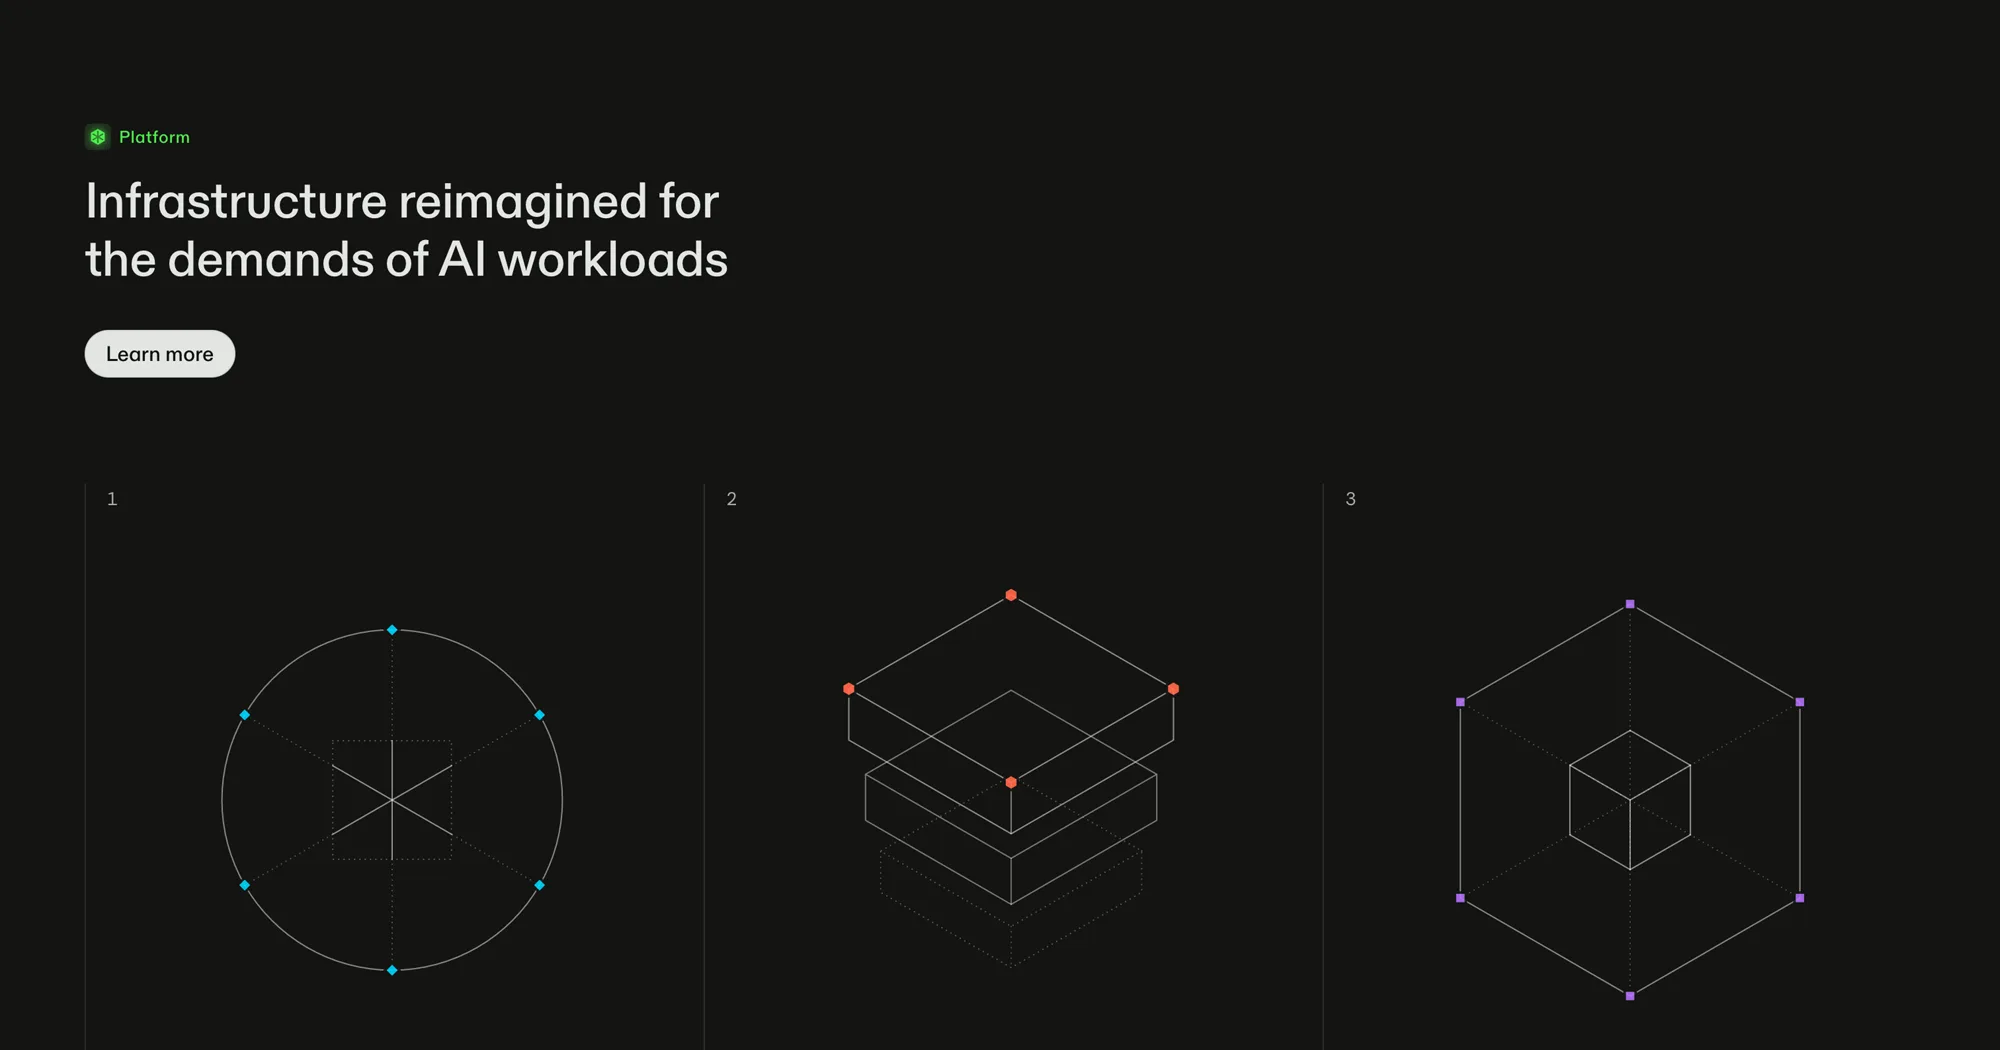 Platform
Infrastructure reimagined for
the demands of AI workloads
Learn more
1
2
3